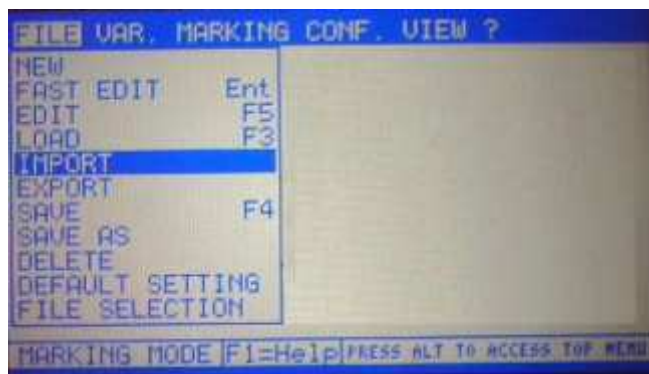 FILE VAR. MARKING CONF. VIEW ?
NEW
FAST EDIT Ent
EDIT F5
LOAD F3
IMPORT
EXPORT
SAVE F4
SAVE AS
DELETE
DEFAULT SETTING
FILE SELECTION
MARKING MODE F1=Help PRESS ALT TO ACCESS TOP MENU